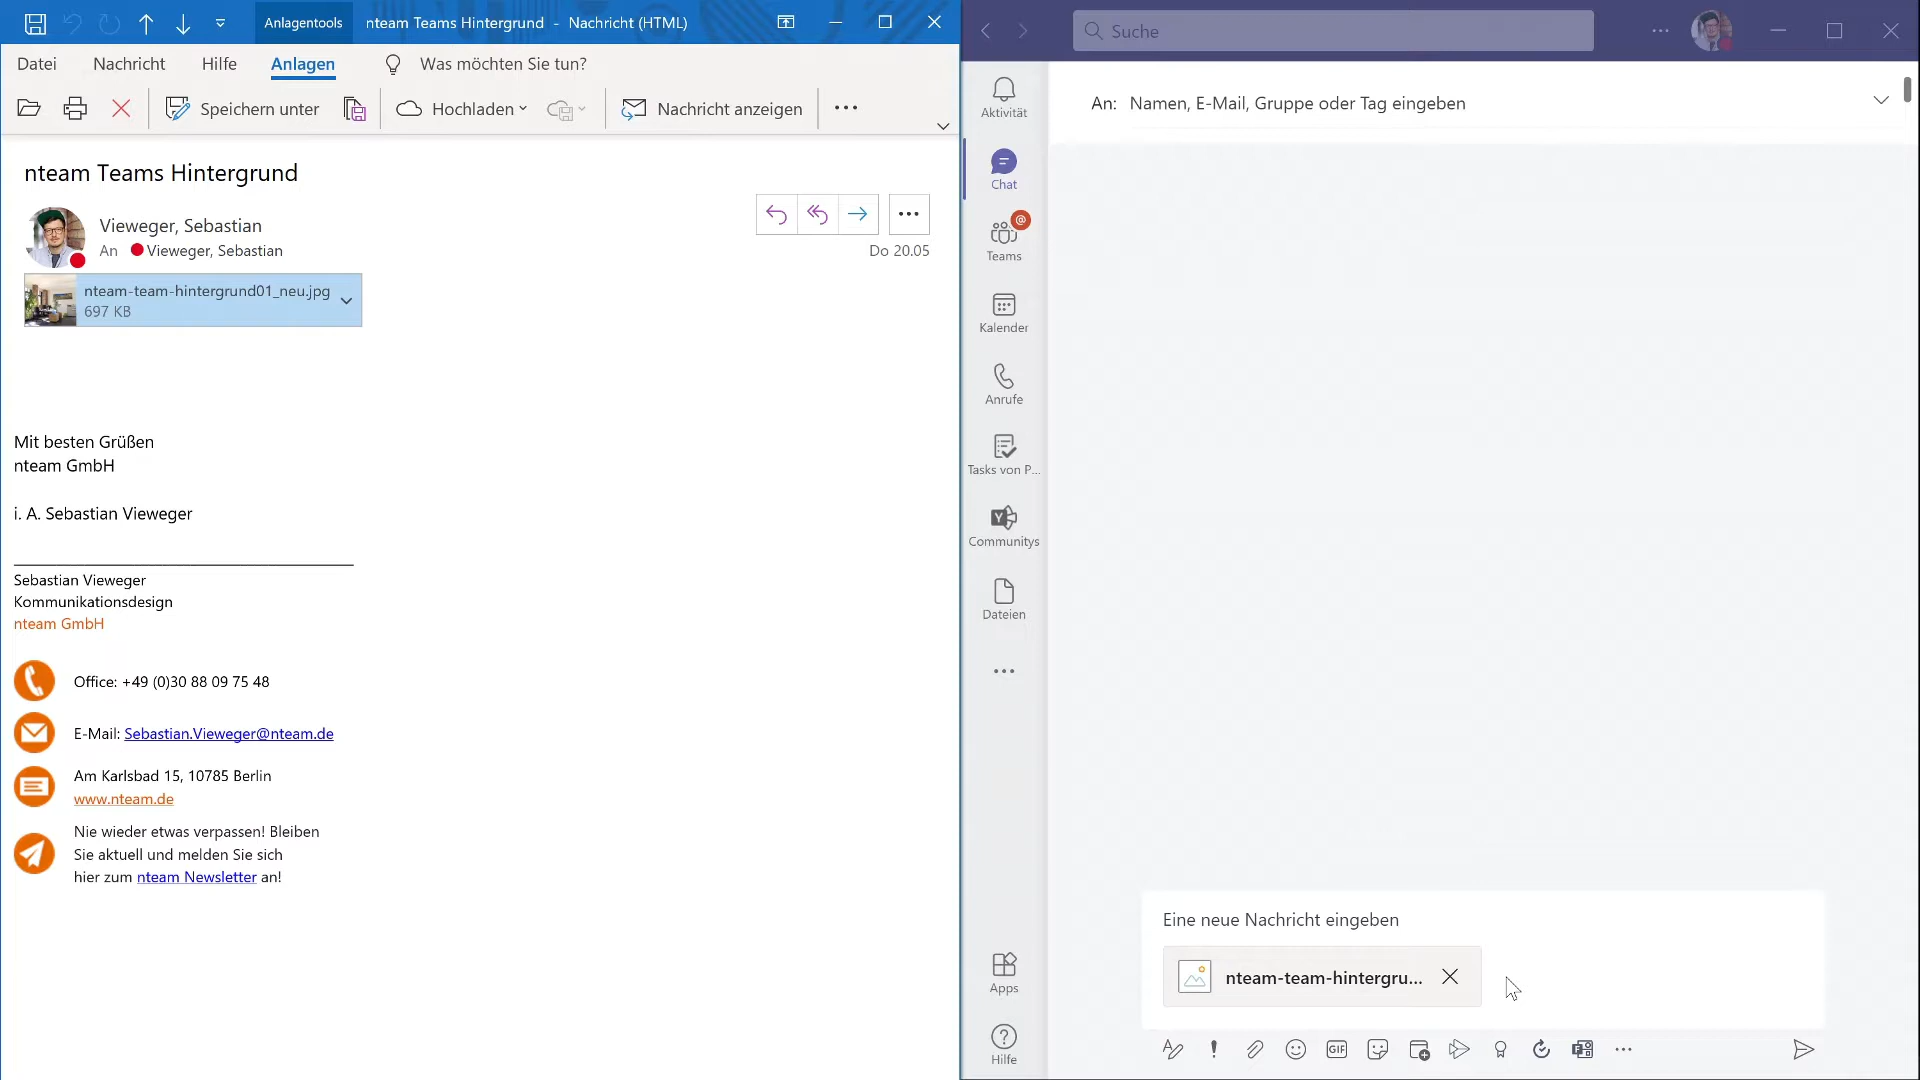 Anlagentools
nteam Teams Hintergrund - Nachricht (HTML)
Datei
Nachricht
Hilfe
Anlagen
Was möchten Sie tun?
Speichern unter
Hochladen
Nachricht anzeigen
nteam Teams Hintergrund
Vieweger, Sebastian
An Vieweger, Sebastian
Do 20.05
nteam-team-hintergrund01_neu.jpg
697 KB
Mit besten Grüßen
nteam GmbH
i. A. Sebastian Vieweger
Sebastian Vieweger
Kommunikationsdesign
nteam GmbH
Office: +49 (0)30 88 09 75 48
E-Mail: Sebastian.Vieweger@nteam.de
Am Karlsbad 15, 10785 Berlin
www.nteam.de
Nie wieder etwas verpassen! Bleiben
Sie aktuell und melden Sie sich
hier zum nteam Newsletter an!
Suche
Aktivität
Chat
@
Teams
Kalender
Anrufe
Tasks von P...
Communitys
Dateien
Apps
Hilfe
An: Namen, E-Mail, Gruppe oder Tag eingeben
Eine neue Nachricht eingeben
nteam-team-hintergru...
GIF